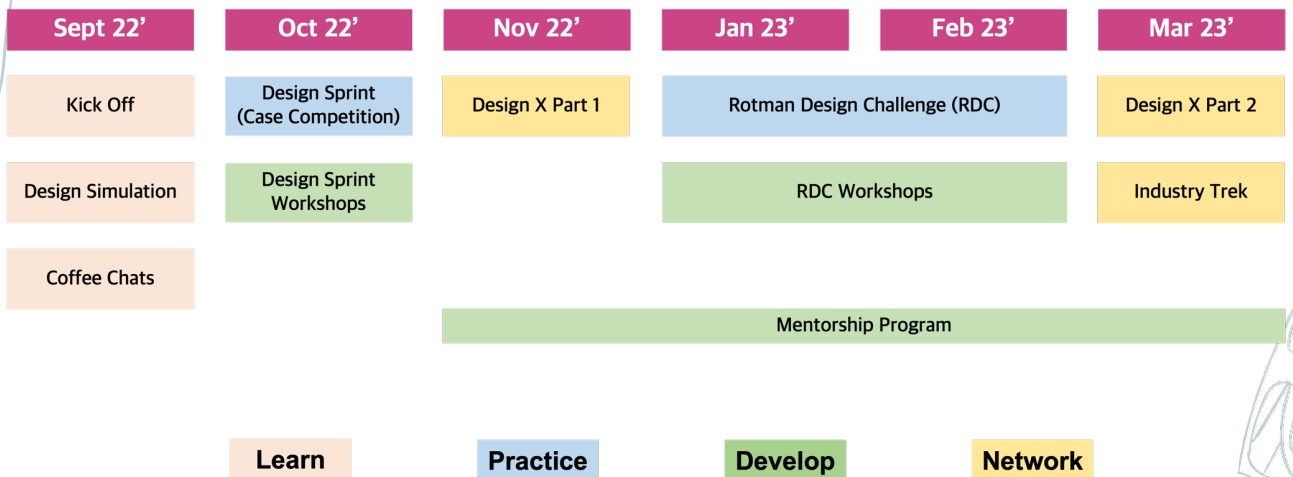 Sept 22’
Oct 22’
Nov 22’
Jan 23’
Feb 23’
Mar 23’
Kick Off
Design Sprint
(Case Competition)
Design X Part 1
Rotman Design Challenge (RDC)
Design X Part 2
Design Simulation
Design Sprint
Workshops
RDC Workshops
Industry Trek
Coffee Chats
Mentorship Program
Learn
Practice
Develop
Network